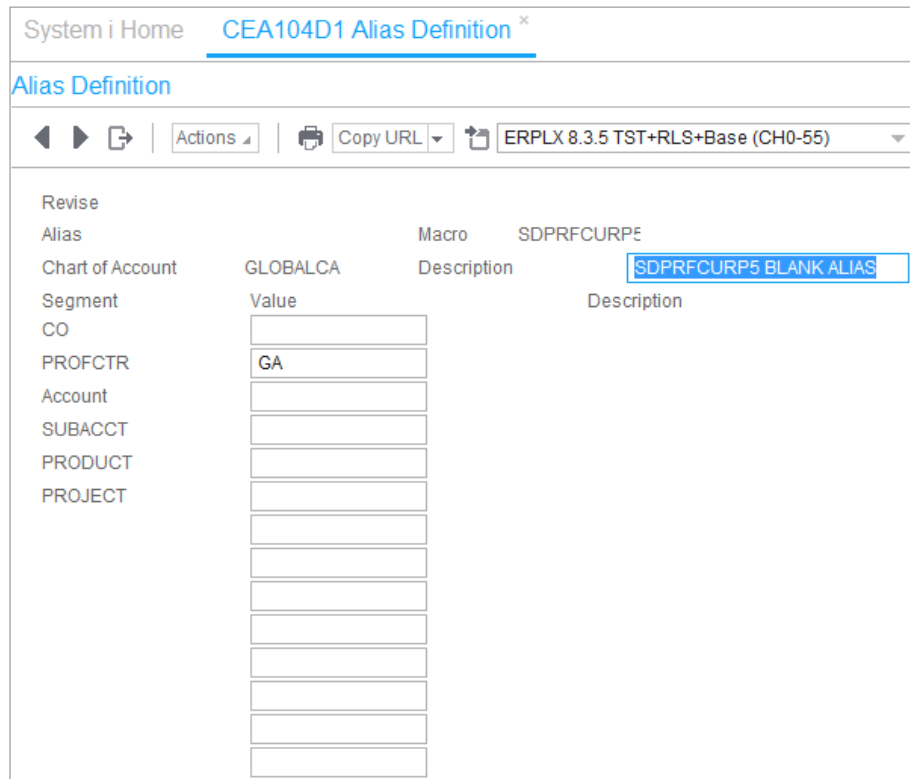 System i Home CEA104D1 Alias Definition ×
Alias Definition
Actions Copy URL ERPLX 8.3.5 TST+RLS+Base (CH0-55)
Revise
Alias Macro SDPRFCURP5
Chart of Account GLOBALCA Description SDPRFCURP5 BLANK ALIAS
Segment Value Description
CO
PROFCTR GA
Account
SUBACCT
PRODUCT
PROJECT